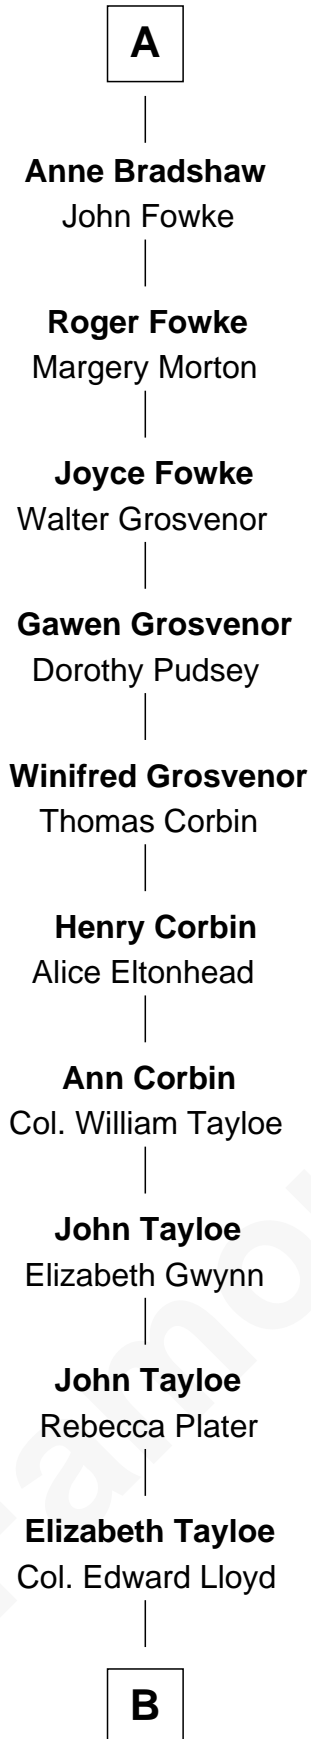 A
Anne Bradshaw
John Fowke
Roger Fowke
Margery Morton
Joyce Fowke
Walter Grosvenor
Gawen Grosvenor
Dorothy Pudsey
Winifred Grosvenor
Thomas Corbin
Henry Corbin
Alice Eltonhead
Ann Corbin
Col. William Tayloe
John Tayloe
Elizabeth Gwynn
John Tayloe
Rebecca Plater
Elizabeth Tayloe
Col. Edward Lloyd
B